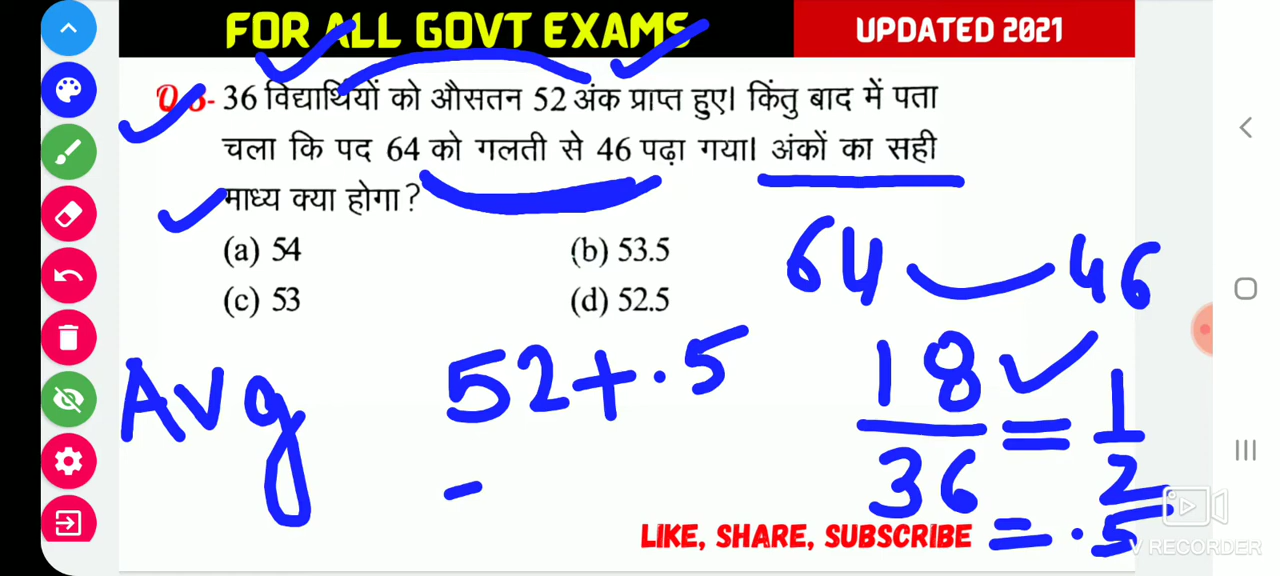 FOR ALL GOVT EXAMS
UPDATED 2021
36 विद्यार्थियों को औसतन 52 अंक प्राप्त हुए। किंतु बाद में पता
चला कि पद 64 को गलती से 46 पढ़ा गया। अंकों का सही
माध्य क्या होगा?
(a) 54 (b) 53.5
(c) 53 (d) 52.5
64 46
Avg 52+.5
18/36 = 1/2
=
= .5
LIKE, SHARE, SUBSCRIBE
V RECORDER